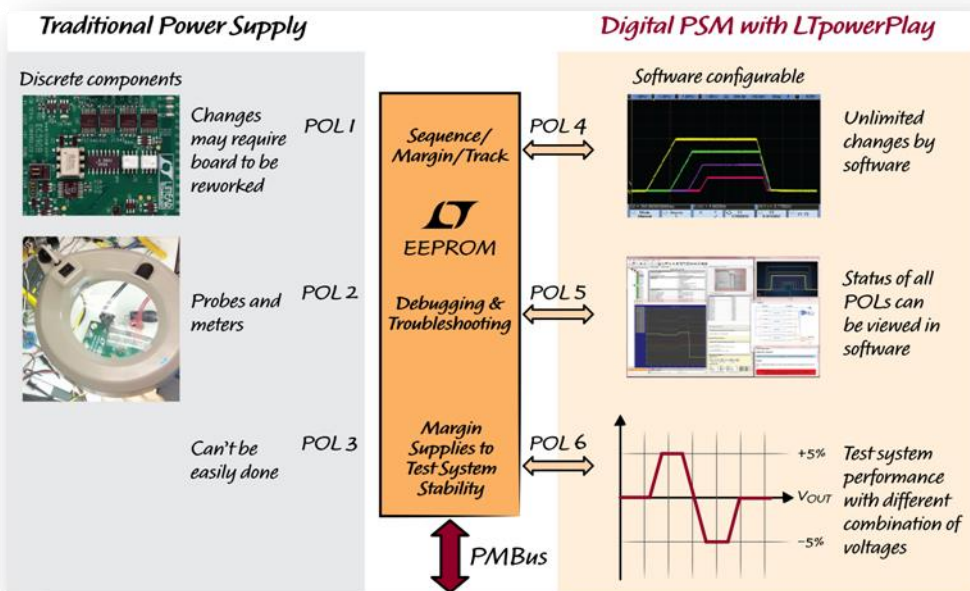 Traditional Power Supply
Digital PSM with LTpowerPlay
Discrete components
Changes
may require
board to be
reworked
POL 1
Probes and
meters
POL 2
Can't be
easily done
POL 3
Sequence/
Margin/Track
EEPROM
Debugging &
Troubleshooting
Margin
Supplies to
Test System
Stability
PMBus
POL 4
POL 5
POL 6
Software configurable
Unlimited
changes by
software
Status of all
POLs can
be viewed in
software
+5%
VOUT
-5%
Test system
performance
with different
combination of
voltages